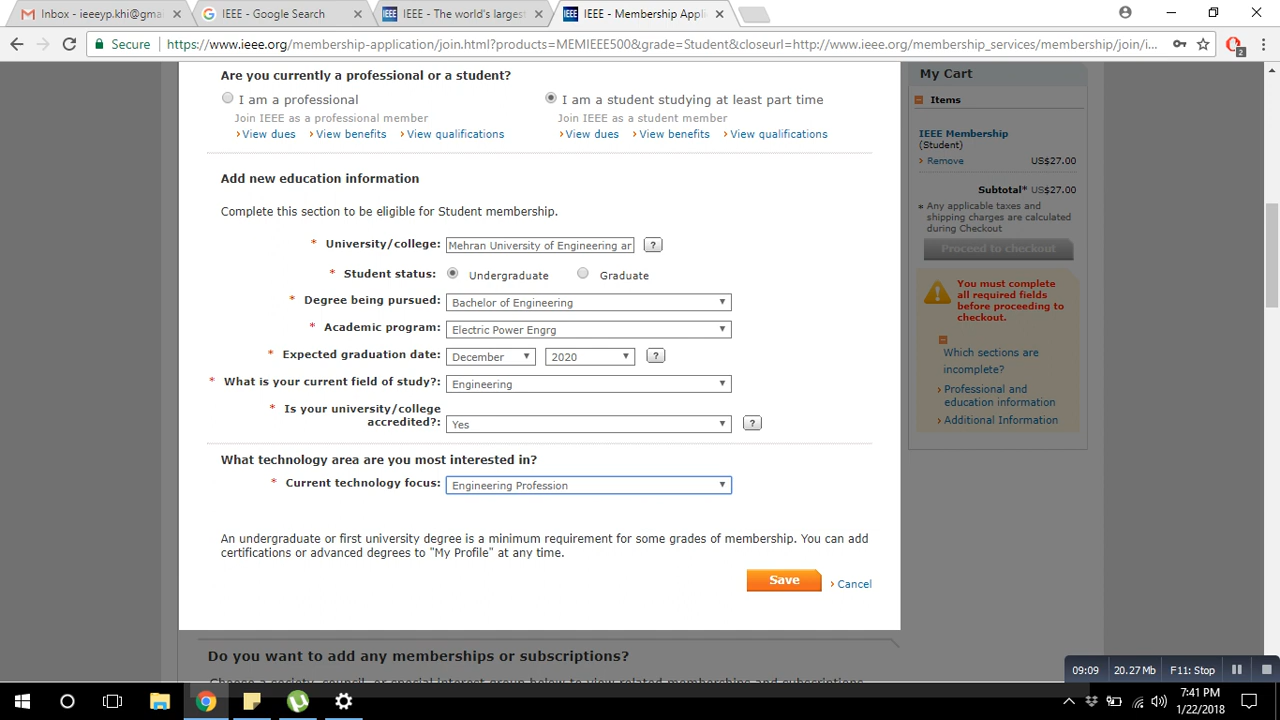 Inbox - ieeeyp.khi@gma
IEEE - Google Search
IEEE - The world's largest
IEEE - Membership Appli
Secure
https://www.ieee.org/membership-application/join.html?products=MEMIEEE500&grade=Student&closeurl=http://www.ieee.org/membership_services/membership/join/i...
2
Are you currently a professional or a student?
I am a professional
Join IEEE as a professional member
View dues View benefits View qualifications
I am a student studying at least part time
Join IEEE as a student member
View dues View benefits View qualifications
Add new education information
Complete this section to be eligible for Student membership.
* University/college: Mehran University of Engineering ar ?
* Student status: Undergraduate Graduate
* Degree being pursued: Bachelor of Engineering
* Academic program: Electric Power Engrg
* Expected graduation date: December 2020 ?
* What is your current field of study?: Engineering
* Is your university/college
accredited?: Yes ?
What technology area are you most interested in?
* Current technology focus: Engineering Profession
An undergraduate or first university degree is a minimum requirement for some grades of membership. You can add
certifications or advanced degrees to "My Profile" at any time.
Save Cancel
Do you want to add any memberships or subscriptions?
My Cart
Items
IEEE Membership
(Student)
Remove US$27.00
Subtotal* US$27.00
* Any applicable taxes and
shipping charges are calculated
during Checkout
Proceed to checkout
You must complete
all required fields
before proceeding to
checkout.
Which sections are
incomplete?
Professional and
education information
Additional Information
09:09 20.27 Mb F11: Stop
7:41 PM
1/22/2018